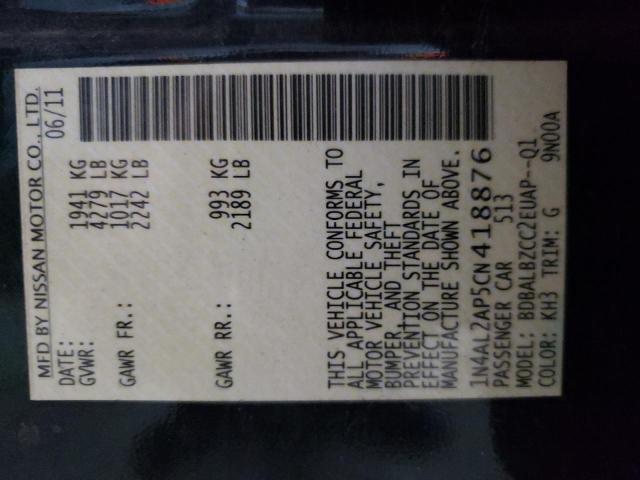 MFD BY NISSAN MOTOR CO., LTD.
DATE: 06/11
GVWR: 1941 KG
4279 LB
GAWR FR.: 1017 KG
2242 LB
GAWR RR.: 993 KG
2189 LB
THIS VEHICLE CONFORMS TO
ALL APPLICABLE FEDERAL
MOTOR VEHICLE SAFETY,
BUMPER, AND THEFT
PREVENTION STANDARDS IN
EFFECT ON THE DATE OF
MANUFACTURE SHOWN ABOVE.
1N4AL2AP5CN418876
PASSENGER CAR 513
MODEL: BDBALBZCC2EUAP--Q1
COLOR: KH3 TRIM: G 9N00A